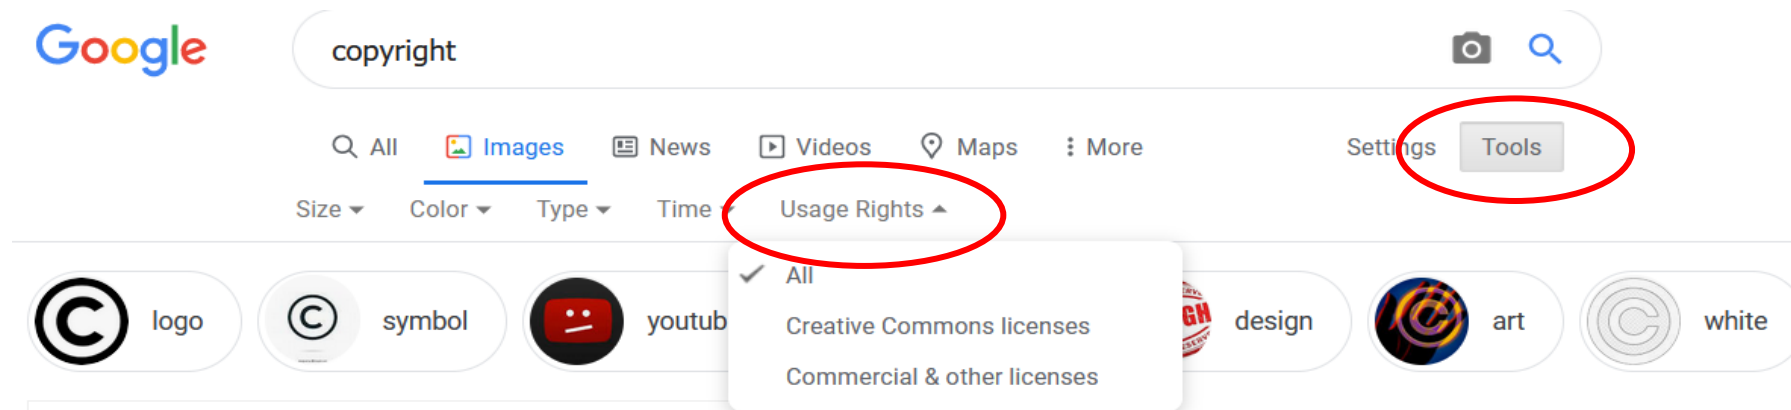 Google
copyright
All Images News Videos Maps More Settings Tools
Size Color Type Time Usage Rights
All
Creative Commons licenses
Commercial & other licenses
logo symbol youtub design art white